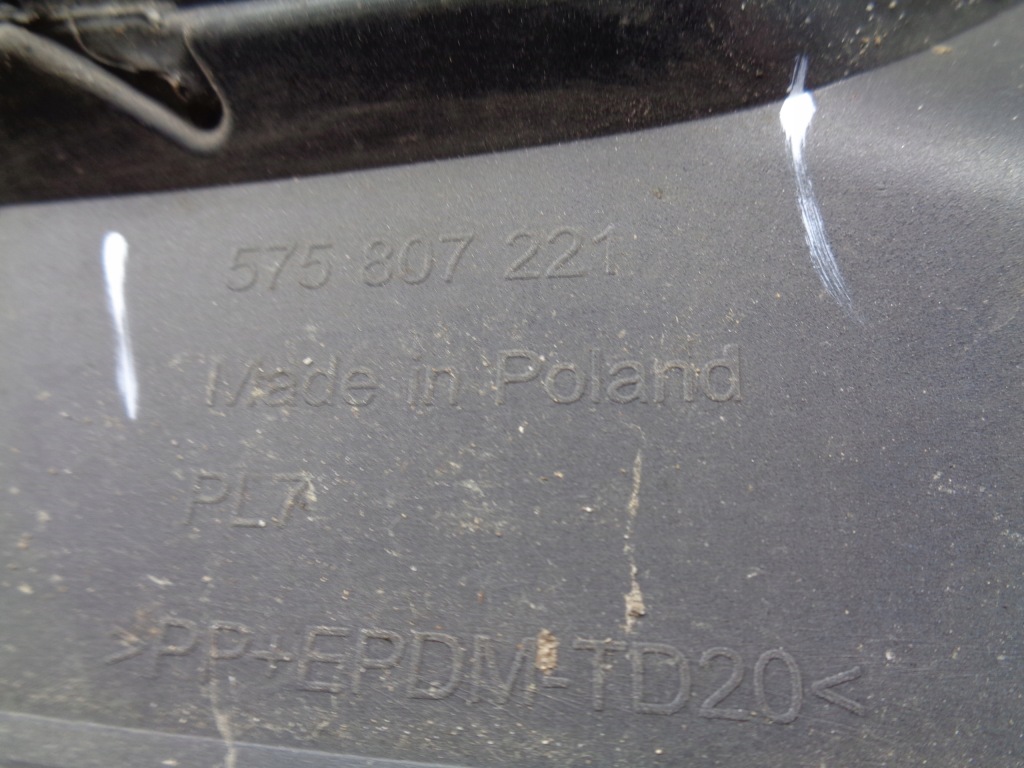 575 807 221
Made in Poland
PL7
>PP+EPDM-TD20<